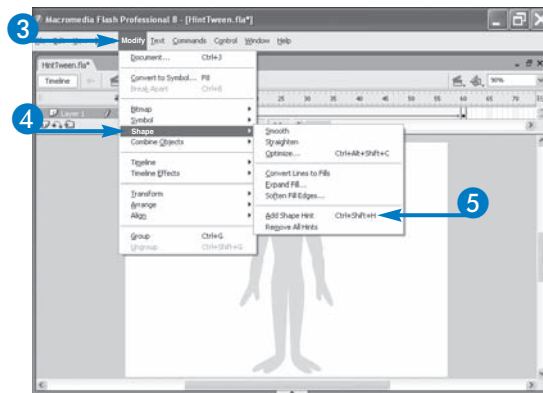 Macromedia Flash Professional 8 - [HintTween.fla*]
3
Modify Text Commands Control Window Help
Document... Ctrl+J
HintTween.fla*
Timeline
Convert to Symbol... F8
Break Apart Ctrl+B
90%
25 30 35 40 45 50 55 60 65 70
Bitmap
Layer 1
Symbol
4
Shape
Smooth
Combine Objects
Straighten
Optimize... Ctrl+Alt+Shift+C
Timeline
Timeline Effects
Convert Lines to Fills
Expand Fill...
Transform
Soften Fill Edges...
Arrange
Align
Add Shape Hint Ctrl+Shift+H
5
Remove All Hints
Group Ctrl+G
Ungroup Ctrl+Shift+G